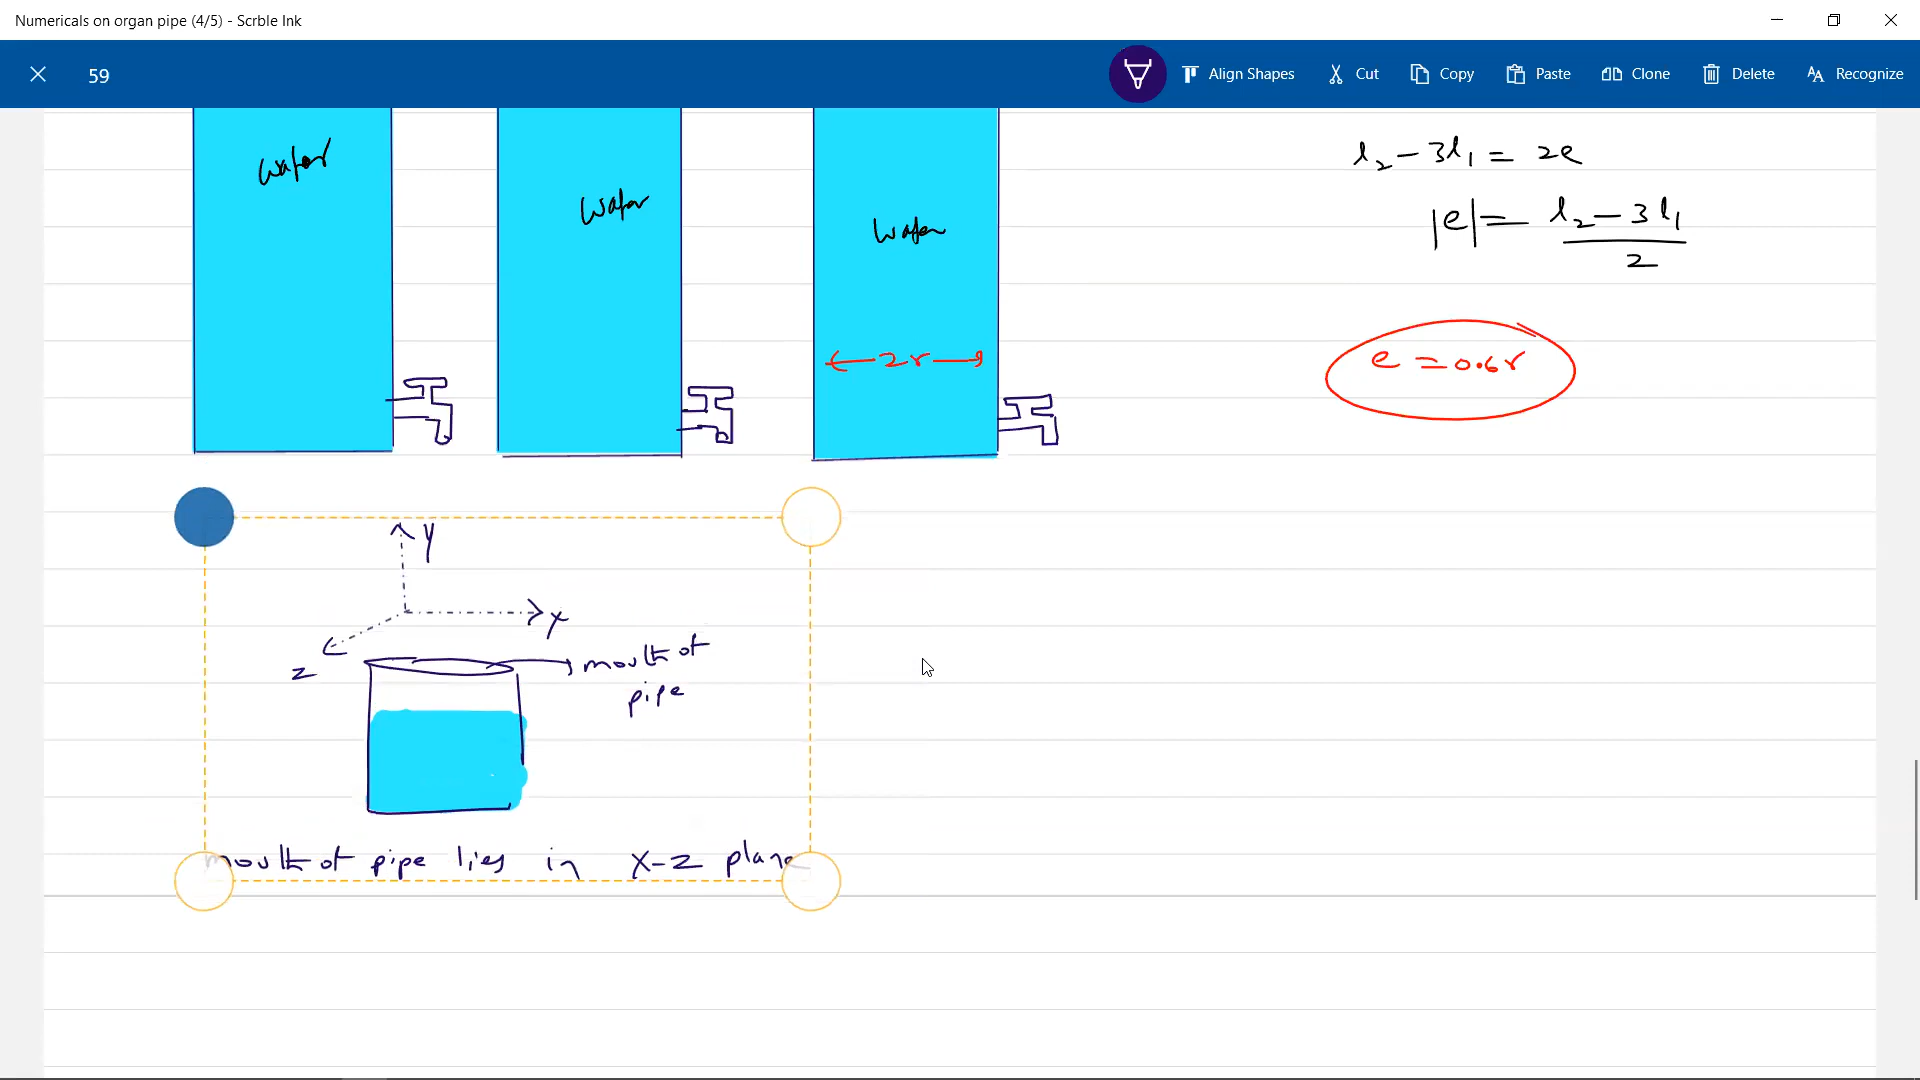 Numericals on organ pipe (4/5) - Scrble Ink
59
Align Shapes
Cut
Copy
Paste
Clone
Delete
Recognize
water
water
water
l₂ - 3l₁ = 2e
|e| = (l₂ - 3l₁)/2
2r
e = 0.6r
y
x
z
mouth of
pipe
mouth of pipe lies in x-z plane